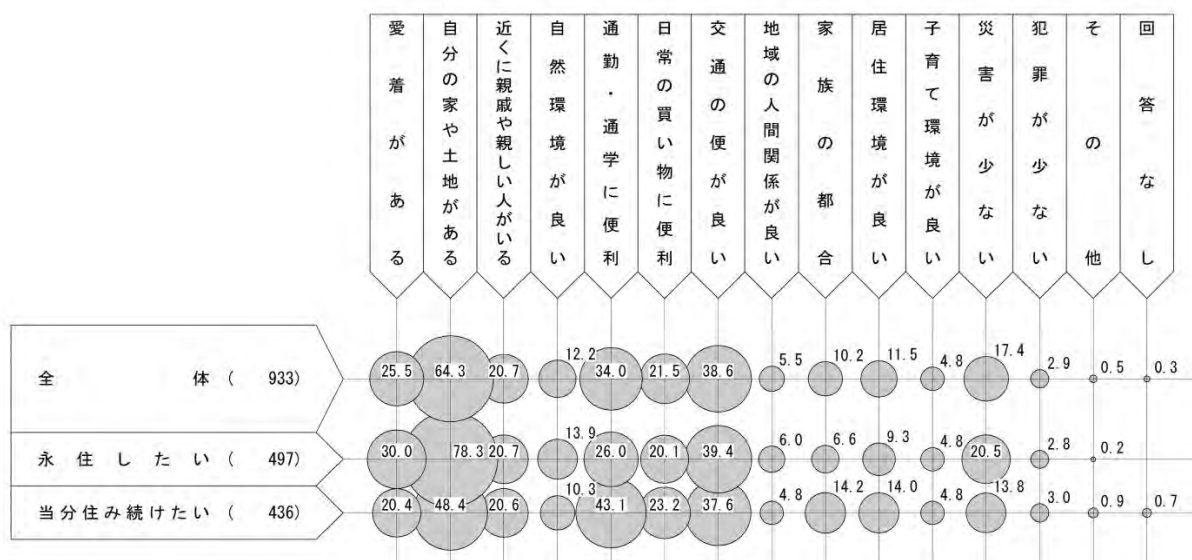 愛着がある
自分の家や土地がある
近くに親戚や親しい人がいる
自然環境が良い
通勤・通学に便利
日常の買い物に便利
交通の便が良い
地域の人間関係が良い
家族の都合
居住環境が良い
子育て環境が良い
災害が少ない
犯罪が少ない
その他
回答なし
全体( 933) 25.5 64.3 20.7 12.2 34.0 21.5 38.6 5.5 10.2 11.5 4.8 17.4 2.9 0.5 0.3
永住したい( 497) 30.0 78.3 20.7 13.9 26.0 20.1 39.4 6.0 6.6 9.3 4.8 20.5 2.8 0.2
当分住み続けたい( 436) 20.4 48.4 20.6 10.3 43.1 23.2 37.6 4.8 14.2 14.0 4.8 13.8 3.0 0.9 0.7